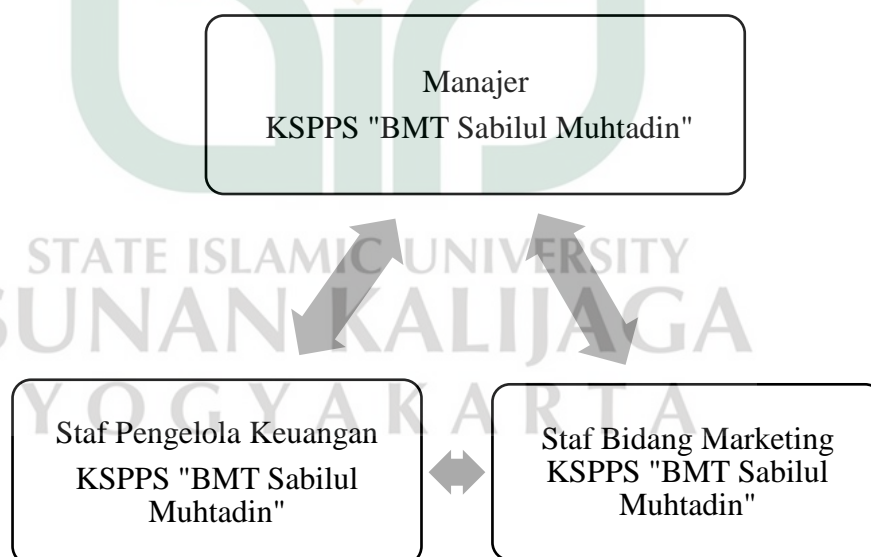 Manajer
KSPPS "BMT Sabilul Muhtadin"
STATE ISLAMIC UNIVERSITY
SUNAN KALIJAGA
YOGYAKARTA
Staf Pengelola Keuangan
KSPPS "BMT Sabilul
Muhtadin"
Staf Bidang Marketing
KSPPS "BMT Sabilul
Muhtadin"